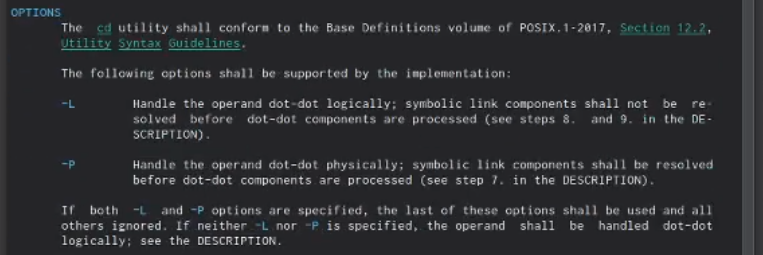 OPTIONS
The cd utility shall conform to the Base Definitions volume of POSIX.1-2017, Section 12.2,
Utility Syntax Guidelines.
The following options shall be supported by the implementation:
-L Handle the operand dot-dot logically; symbolic link components shall not be re-
solved before dot-dot components are processed (see steps 8. and 9. in the DE-
SCRIPTION).
-P Handle the operand dot-dot physically; symbolic link components shall be resolved
before dot-dot components are processed (see step 7. in the DESCRIPTION).
If both -L and -P options are specified, the last of these options shall be used and all
others ignored. If neither -L nor -P is specified, the operand shall be handled dot-dot
logically; see the DESCRIPTION.